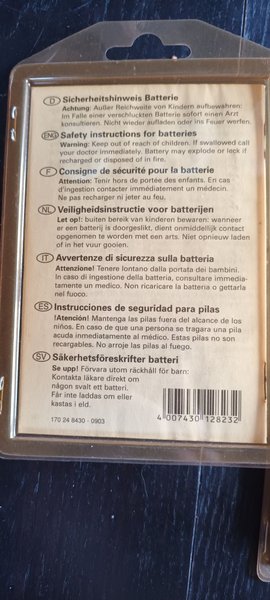 D Sicherheitshinweis Batterie
Achtung: Außer Reichweite von Kindern aufbewahren:
Im Falle einer verschluckten Batterie sofort einen Arzt
konsultieren. Nicht wieder aufladen oder ins Feuer werfen.
ENG Safety instructions for batteries
Warning: Keep out of reach of children. If swallowed call
your doctor immediately. Battery may explode or leck if
recharged or disposed of in fire.
F Consigne de sécurité pour la batterie
Attention: Tenir hors de portée des enfants. En cas
d'ingestion contacter immédiatement un médecin.
Ne pas recharger ni jeter au feu.
NL Veiligheidsinstructie voor batterijen
Let op!: buiten bereik van kinderen bewaren: wanneer
er een batterij is doorgeslikt, dient onmiddellijk contact
opgenomen te worden met een arts. Niet opnieuw laden
of in het vuur gooien.
IT Avvertenze di sicurezza sulla batteria
Attenzione! Tenere lontano dalla portata dei bambini.
In caso di ingestione della batteria, consultare immedia-
tamente un medico. Non ricaricare la batteria o gettarla
nel fuoco.
ES Instrucciones de seguridad para pilas
¡Atención! Mantenga las pilas fuera del alcance de los
niños. En caso de que una persona se tragara una pila
acuda inmediatamente al médico. Estas pilas no son
recargables. No arroje las pilas al fuego.
SV Säkerhetsföreskrifter batteri
Se upp! Förvara utom räckhåll för barn:
Kontakta läkare direkt om
någon svalt ett batteri.
Får inte laddas om eller
kastas i eld.
170 24 8430 · 0903
4 007430 128232